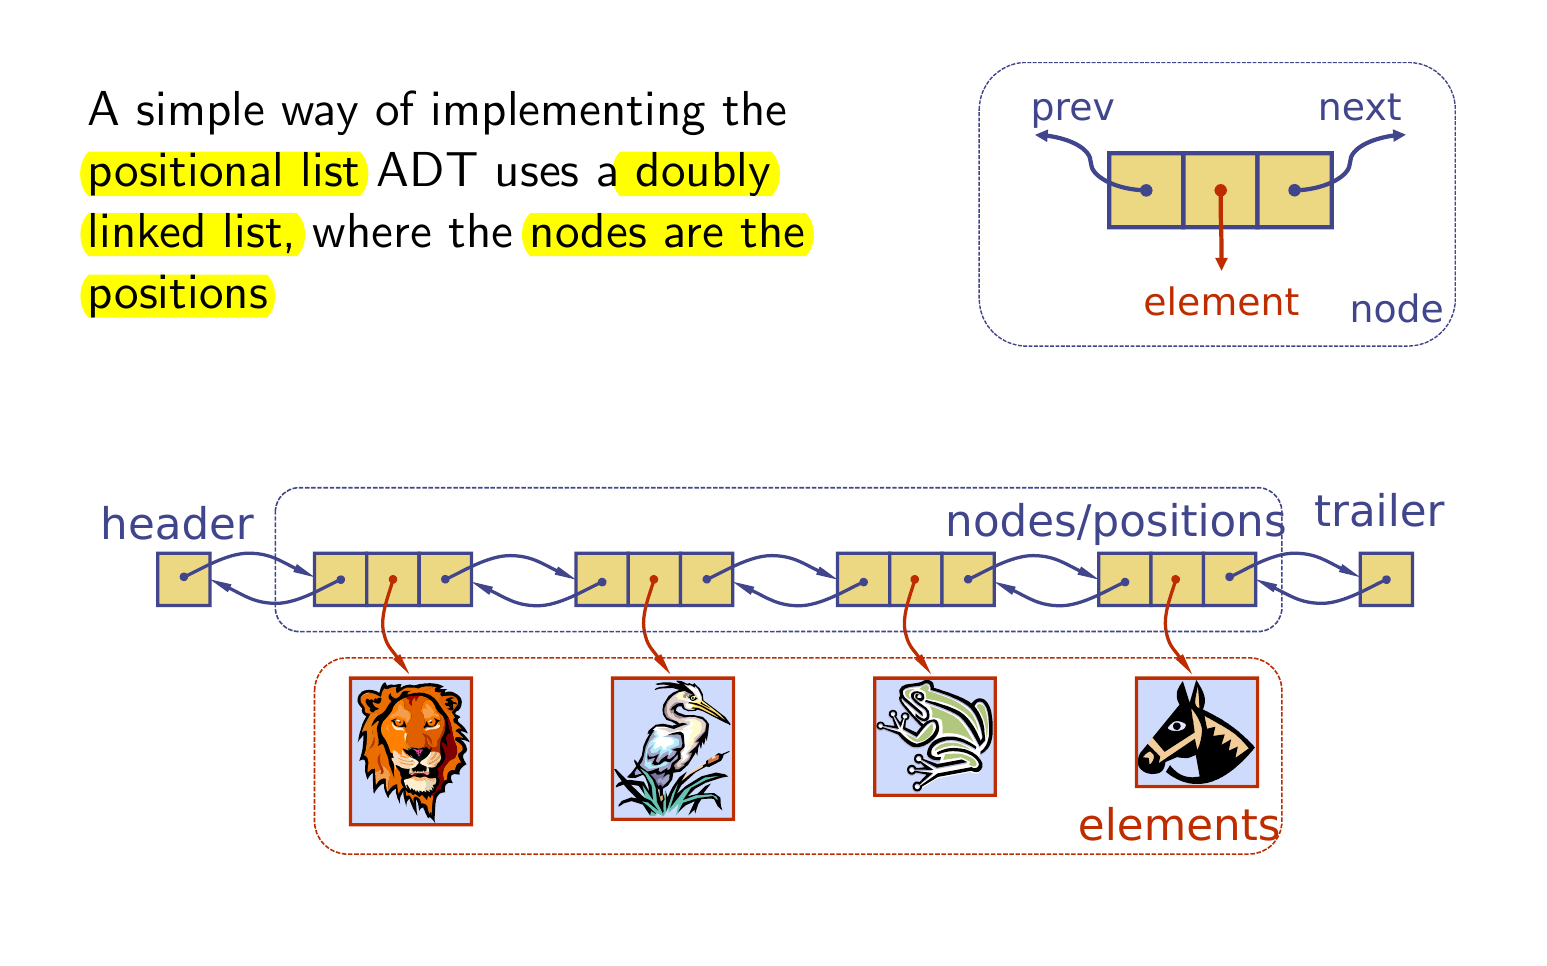 A simple way of implementing the
positional list ADT uses a doubly
linked list, where the nodes are the
positions
prev
next
element
node
header
nodes/positions
trailer
elements